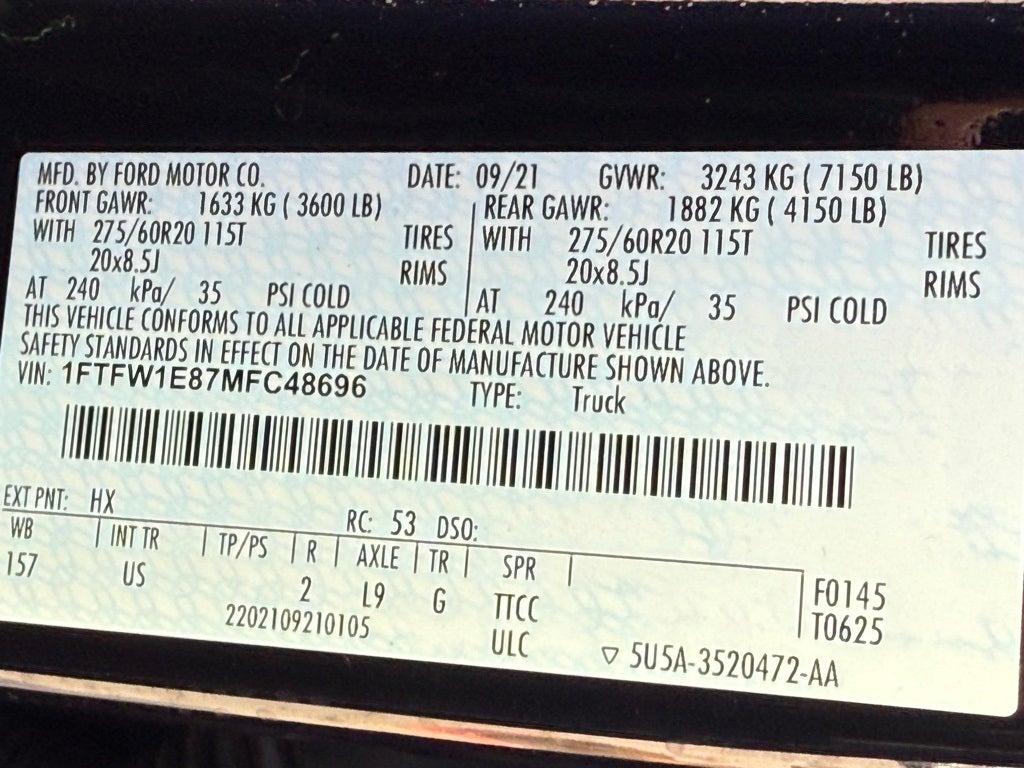 MFD. BY FORD MOTOR CO. DATE: 09/21 GVWR: 3243 KG ( 7150 LB)
FRONT GAWR: 1633 KG ( 3600 LB) REAR GAWR: 1882 KG ( 4150 LB)
WITH 275/60R20 115T TIRES WITH 275/60R20 115T TIRES
20x8.5J RIMS 20x8.5J RIMS
AT 240 kPa/ 35 PSI COLD AT 240 kPa/ 35 PSI COLD
THIS VEHICLE CONFORMS TO ALL APPLICABLE FEDERAL MOTOR VEHICLE
SAFETY STANDARDS IN EFFECT ON THE DATE OF MANUFACTURE SHOWN ABOVE.
VIN: 1FTFW1E87MFC48696 TYPE: Truck
EXT PNT: HX RC: 53 DSO:
WB INT TR TP/PS R AXLE TR SPR
157 US 2 L9 G TTCC F0145
2202109210105 ULC T0625
▽ 5U5A-3520472-AA